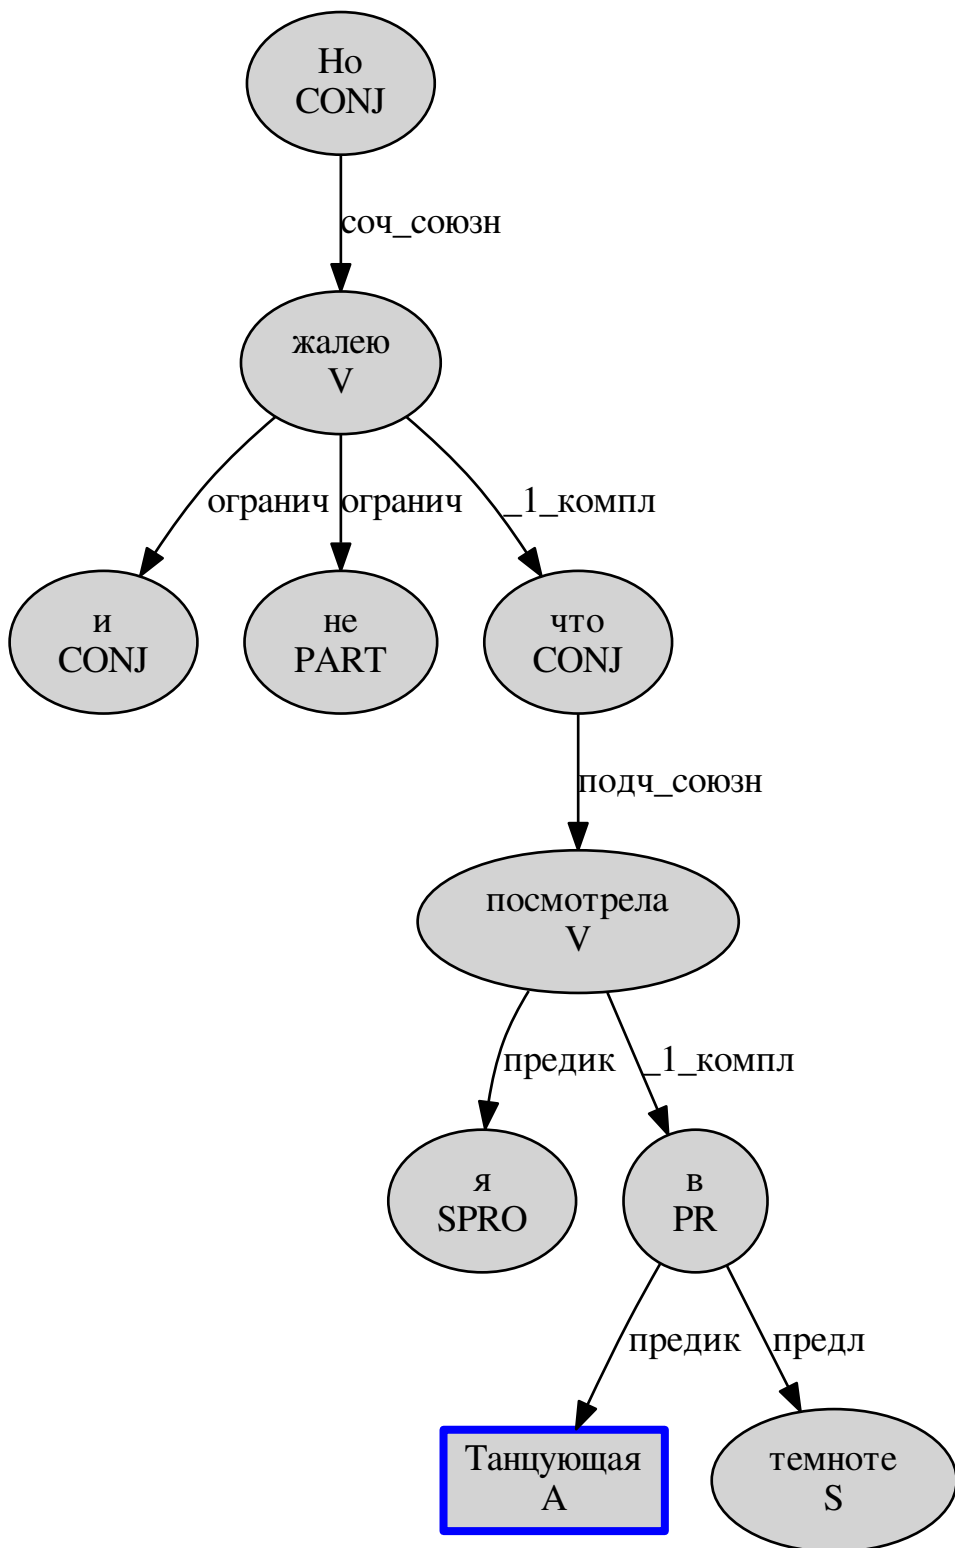 Но
CONJ
соч_союзн
жалею
V
огранич
огранич
_1_компл
и
CONJ
не
PART
что
CONJ
подч_союзн
посмотрела
V
предик
_1_компл
я
SPRO
в
PR
предик
предл
Танцующая
A
темноте
S